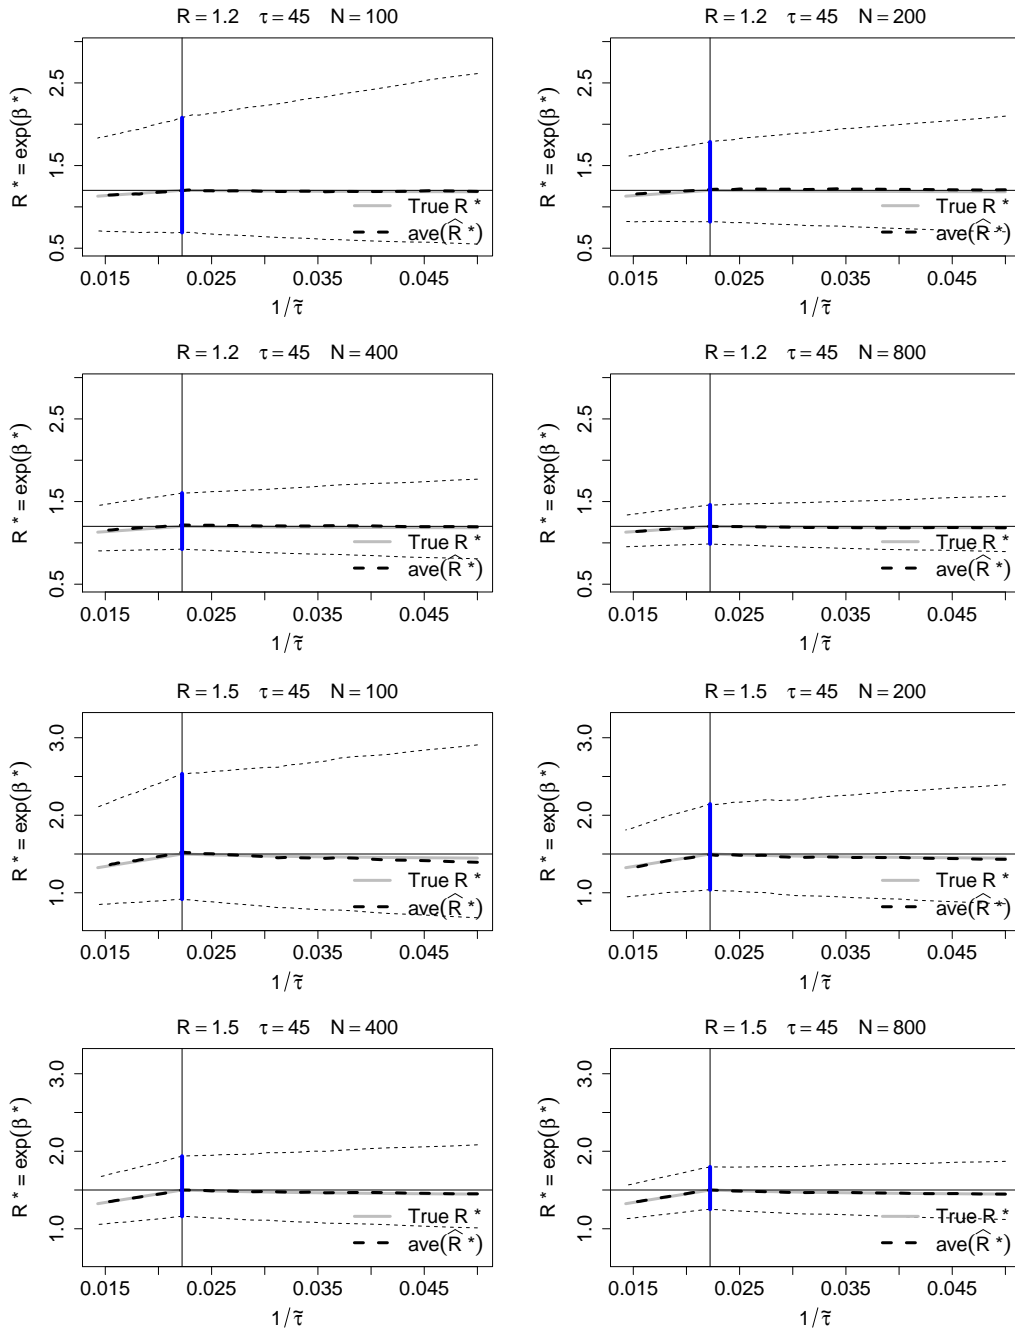 R = 1.2 τ = 45 N = 100
R* = exp(β*)
0.5 1.5 2.5
True R*
ave(R̂*)
0.015 0.025 0.035 0.045
1/τ̃
R = 1.2 τ = 45 N = 200
R* = exp(β*)
0.5 1.5 2.5
True R*
ave(R̂*)
0.015 0.025 0.035 0.045
1/τ̃
R = 1.2 τ = 45 N = 400
R* = exp(β*)
0.5 1.5 2.5
True R*
ave(R̂*)
0.015 0.025 0.035 0.045
1/τ̃
R = 1.2 τ = 45 N = 800
R* = exp(β*)
0.5 1.5 2.5
True R*
ave(R̂*)
0.015 0.025 0.035 0.045
1/τ̃
R = 1.5 τ = 45 N = 100
R* = exp(β*)
1.0 2.0 3.0
True R*
ave(R̂*)
0.015 0.025 0.035 0.045
1/τ̃
R = 1.5 τ = 45 N = 200
R* = exp(β*)
1.0 2.0 3.0
True R*
ave(R̂*)
0.015 0.025 0.035 0.045
1/τ̃
R = 1.5 τ = 45 N = 400
R* = exp(β*)
1.0 2.0 3.0
True R*
ave(R̂*)
0.015 0.025 0.035 0.045
1/τ̃
R = 1.5 τ = 45 N = 800
R* = exp(β*)
1.0 2.0 3.0
True R*
ave(R̂*)
0.015 0.025 0.035 0.045
1/τ̃